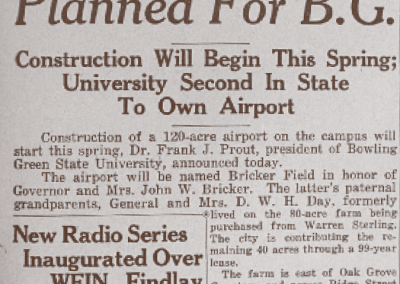 Planned For B.G.
Construction Will Begin This Spring;
University Second In State
To Own Airport
Construction of a 120-acre airport on the campus will
start this spring, Dr. Frank J. Prout, president of Bowling
Green State University, announced today.
The airport will be named Bricker Field in honor of
Governor and Mrs. John W. Bricker. The latter's paternal
grandparents, General and Mrs. D. W. H. Day, formerly
lived on the 80-acre farm being
purchased from Warren Sterling.
The city is contributing the re-
maining 40 acres through a 99-year
lease.
The farm is east of Oak Grove
New Radio Series
Inaugurated Over
WFIN, Findlay